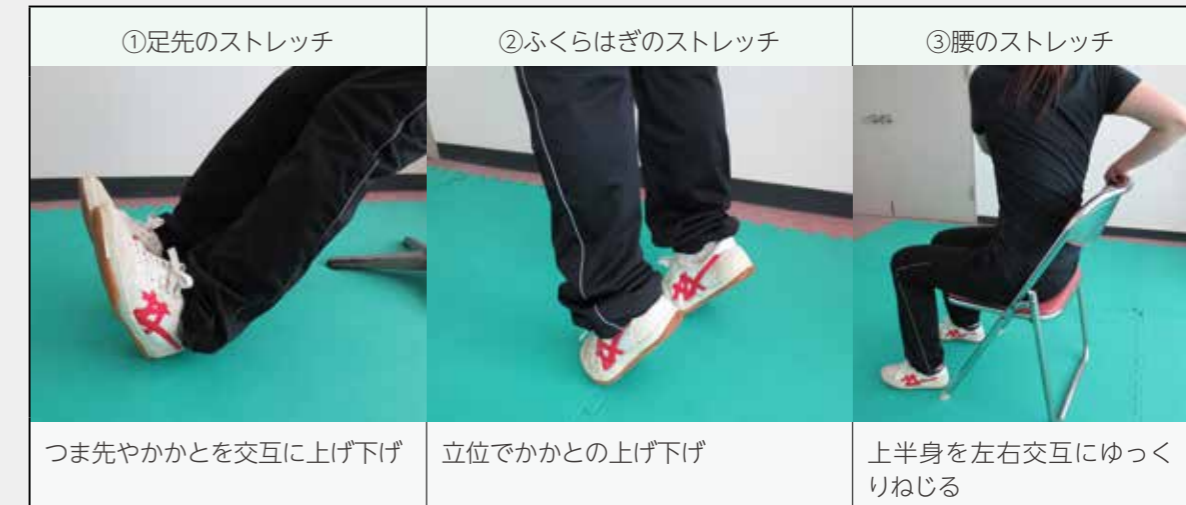 ①足先のストレッチ
②ふくらはぎのストレッチ
③腰のストレッチ
つま先やかかとを交互に上げ下げ
立位でかかとの上げ下げ
上半身を左右交互にゆっく
りねじる